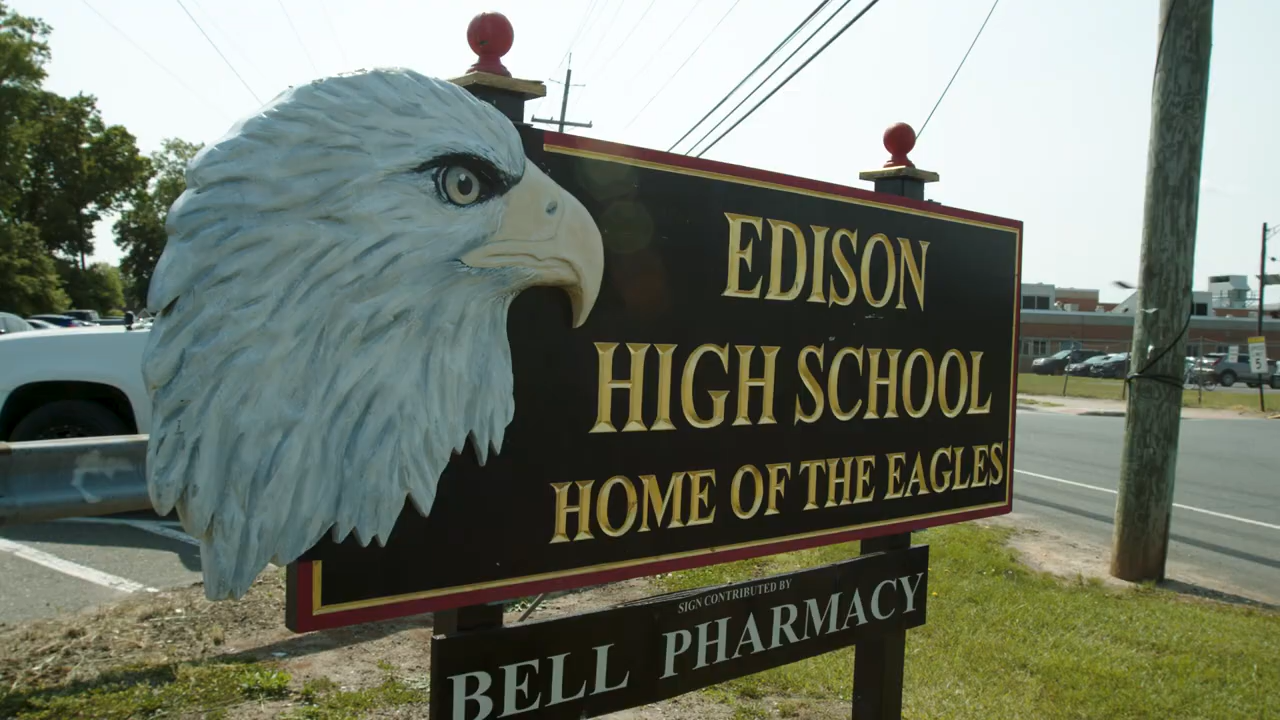 EDISON
HIGH SCHOOL
HOME OF THE EAGLES
SIGN CONTRIBUTED BY
BELL PHARMACY